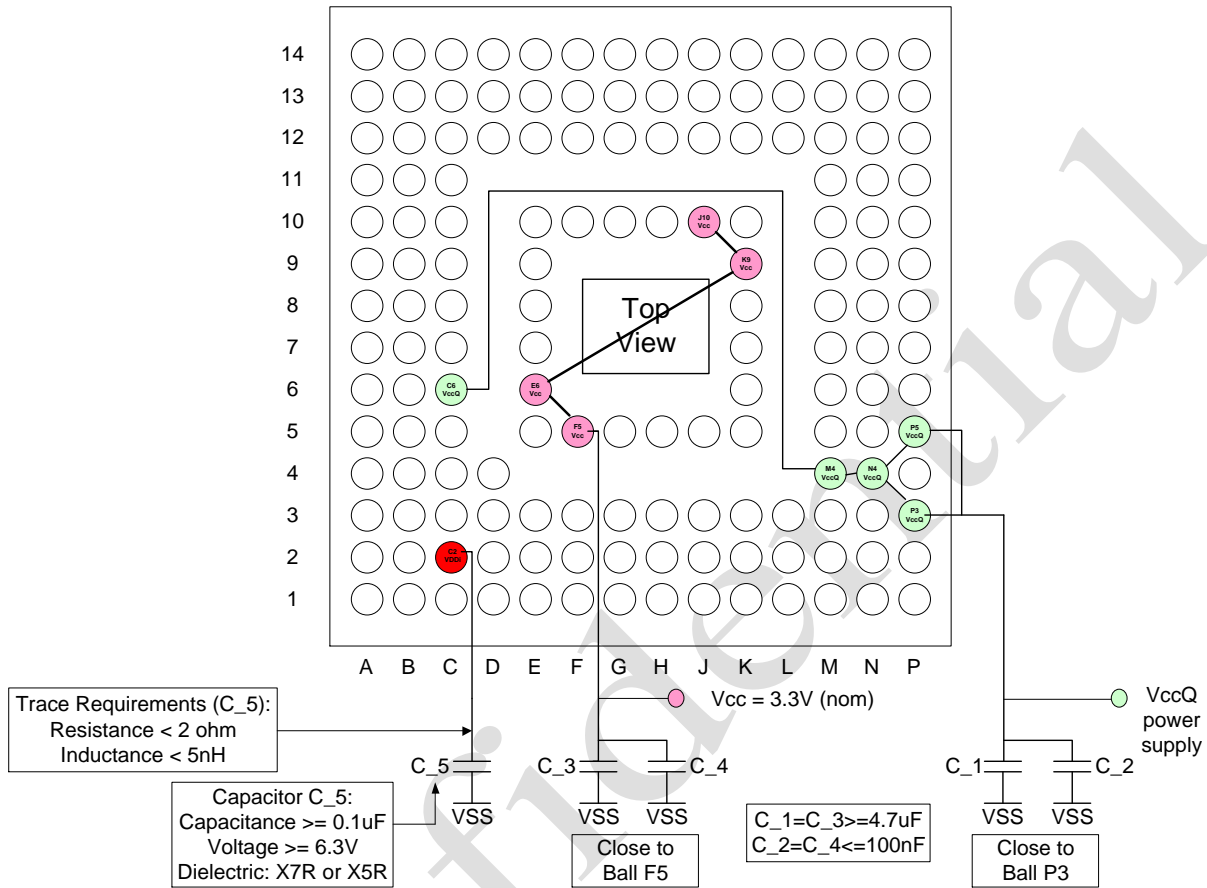 14
13
12
11
10
9
8
7
6
5
4
3
2
1
J10
Vcc
K9
Vcc
Top
View
C6
VccQ
E6
Vcc
F5
Vcc
P5
VccQ
M4
VccQ
N4
VccQ
P3
VccQ
C2
A B C D E F G H J K L M N P
Trace Requirements (C_5):
Resistance < 2 ohm
Inductance < 5nH
Vcc = 3.3V (nom)
VccQ
power
supply
C_5
C_3
C_4
C_1
C_2
VSS
VSS
VSS
VSS
VSS
Capacitor C_5:
Capacitance >= 0.1uF
Voltage >= 6.3V
Dielectric: X7R or X5R
Close to
Ball F5
C_1=C_3>=4.7uF
C_2=C_4<=100nF
Close to
Ball P3
fidential